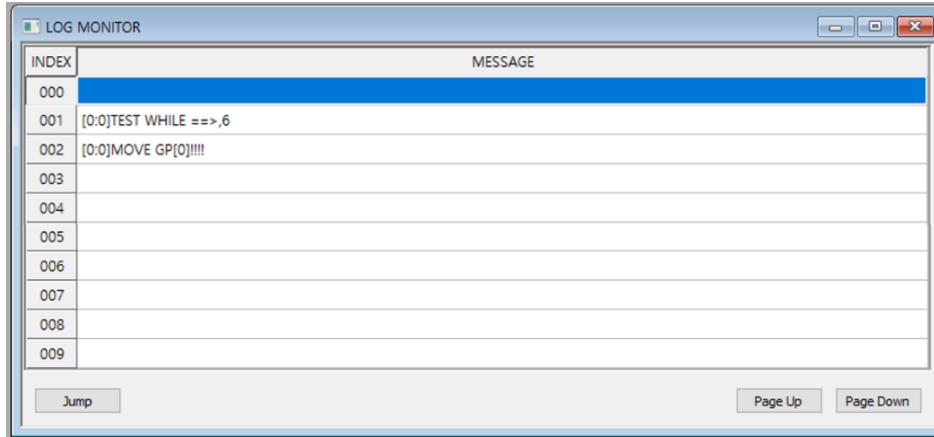 LOG MONITOR
INDEX MESSAGE
000
001 [0:0]TEST WHILE ==>,6
002 [0:0]MOVE GP[0]!!!!
003
004
005
006
007
008
009
Jump Page Up Page Down